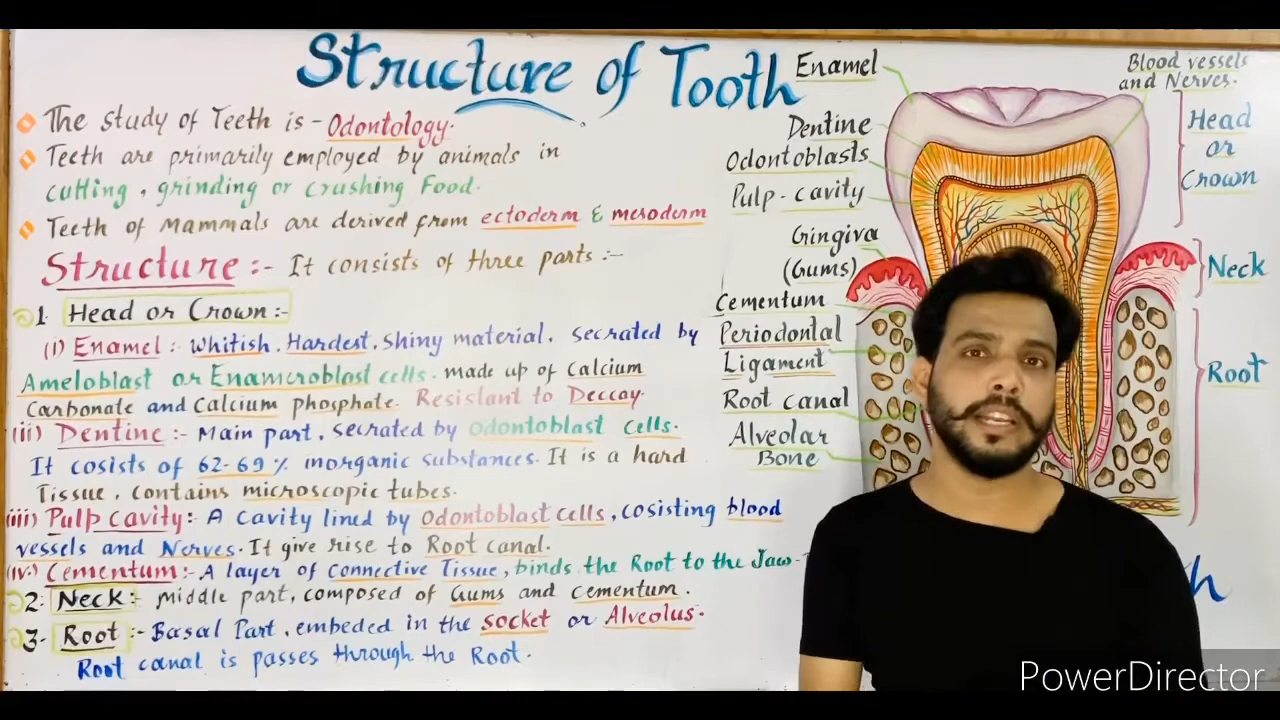 Structure of Tooth
The study of Teeth is - Odontology.
Teeth are primarily employed by animals in
cutting, grinding or crushing Food.
Teeth of Mammals are derived from ectoderm & mesoderm
Structure :- It consists of three parts :-
1. Head or Crown :-
(i) Enamel :- Whitish, Hardest, Shiny material, secrated by
Ameloblast or Enameroblast cells. made up of Calcium
Carbonate and Calcium phosphate. Resistant to Deccay.
(ii) Dentine :- Main part, secrated by Odontoblast Cells.
It cosists of 62-69% inorganic substances. It is a hard
Tissue, contains microscopic tubes.
(iii) Pulp cavity :- A cavity lined by Odontoblast cells, cosisting blood
vessels and Nerves. It give rise to Root canal.
(iv) Cementum :- A layer of connective Tissue, binds the Root to the Jaw-
2. Neck :- Middle part, composed of Gums and cementum.
3. Root :- Basal Part, embeded in the socket or Alveolus.
Root canal is passes through the Root.
Enamel
Dentine
Odontoblasts
Pulp-cavity
Gingiva
(Gums)
Cementum
Periodontal
Ligament
Root canal
Alveolar
Bone
Blood vessels
and Nerves.
Head
or
Crown
Neck
Root
PowerDirector